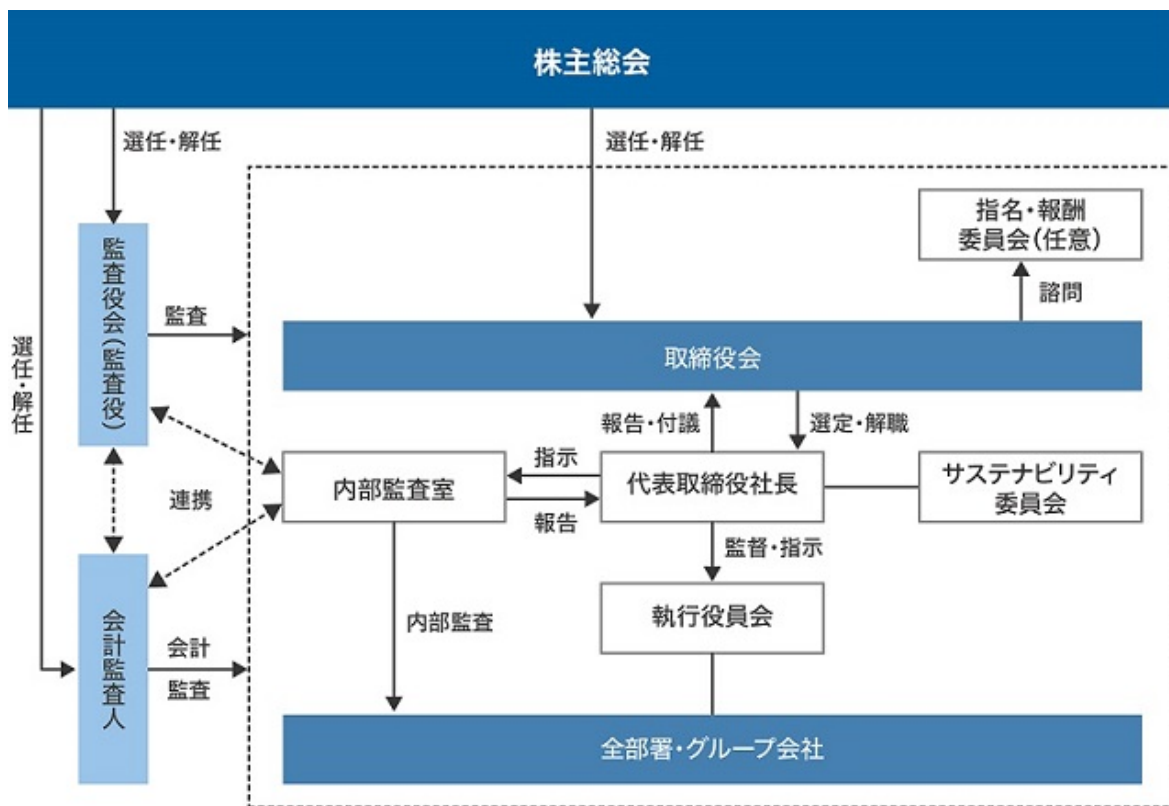 株主総会
選任・解任
選任・解任
選任・解任
監査役会(監査役)
監査
指名・報酬
委員会(任意)
諮問
取締役会
報告・付議
選定・解職
連携
内部監査室
指示
報告
代表取締役社長
サステナビリティ
委員会
監督・指示
執行役員会
内部監査
会計監査人
会計
監査
全部署・グループ会社